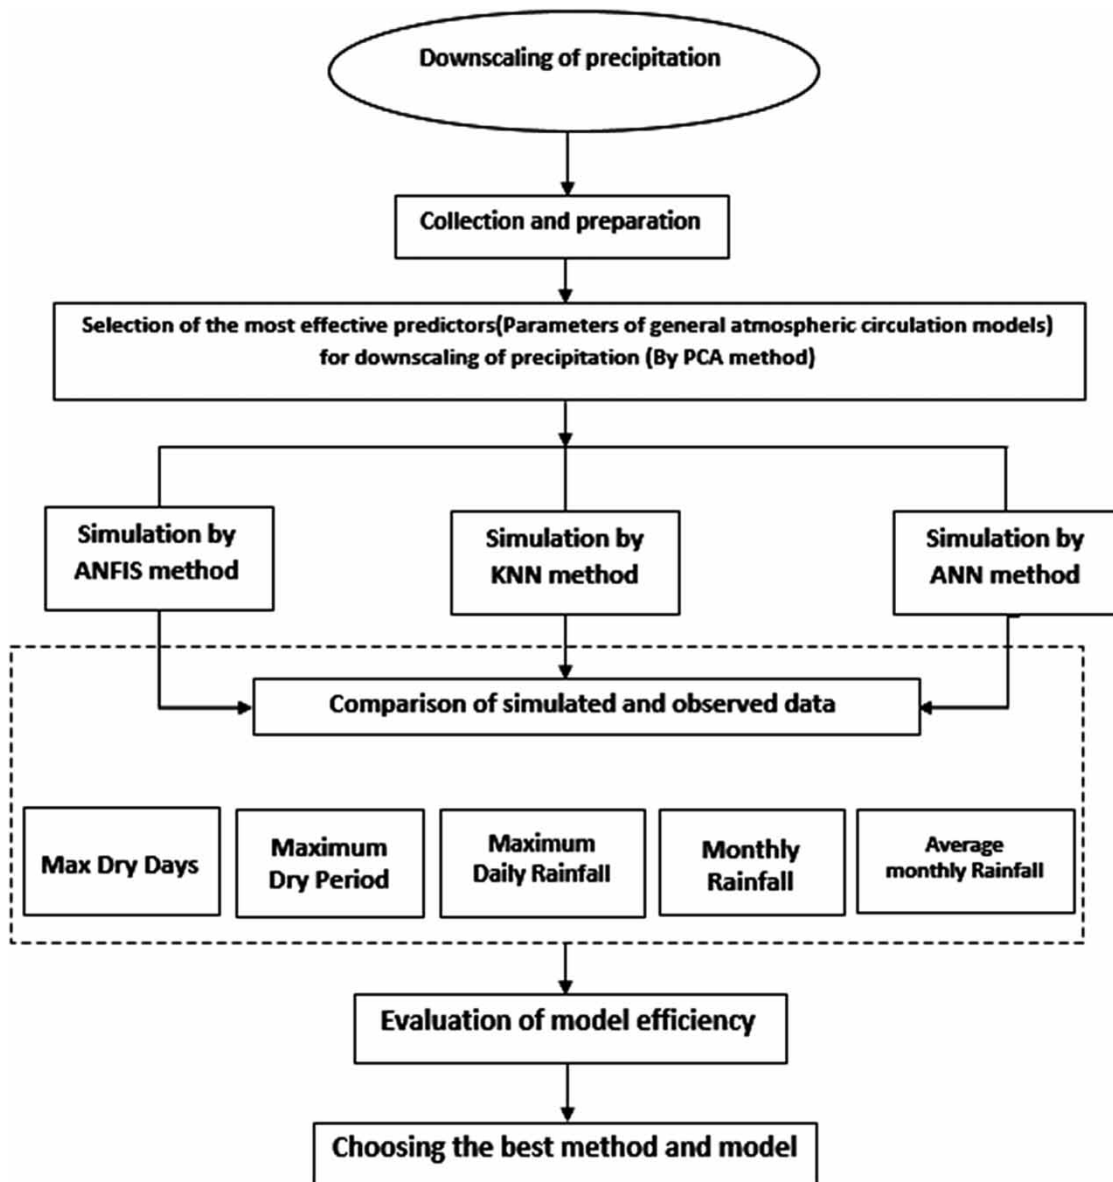 Downscaling of precipitation
Collection and preparation
Selection of the most effective predictors(Parameters of general atmospheric circulation models)
for downscaling of precipitation (By PCA method)
Simulation by
ANFIS method
Simulation by
KNN method
Simulation by
ANN method
Comparison of simulated and observed data
Max Dry Days
Maximum
Dry Period
Maximum
Daily Rainfall
Monthly
Rainfall
Average
monthly Rainfall
Evaluation of model efficiency
Choosing the best method and model